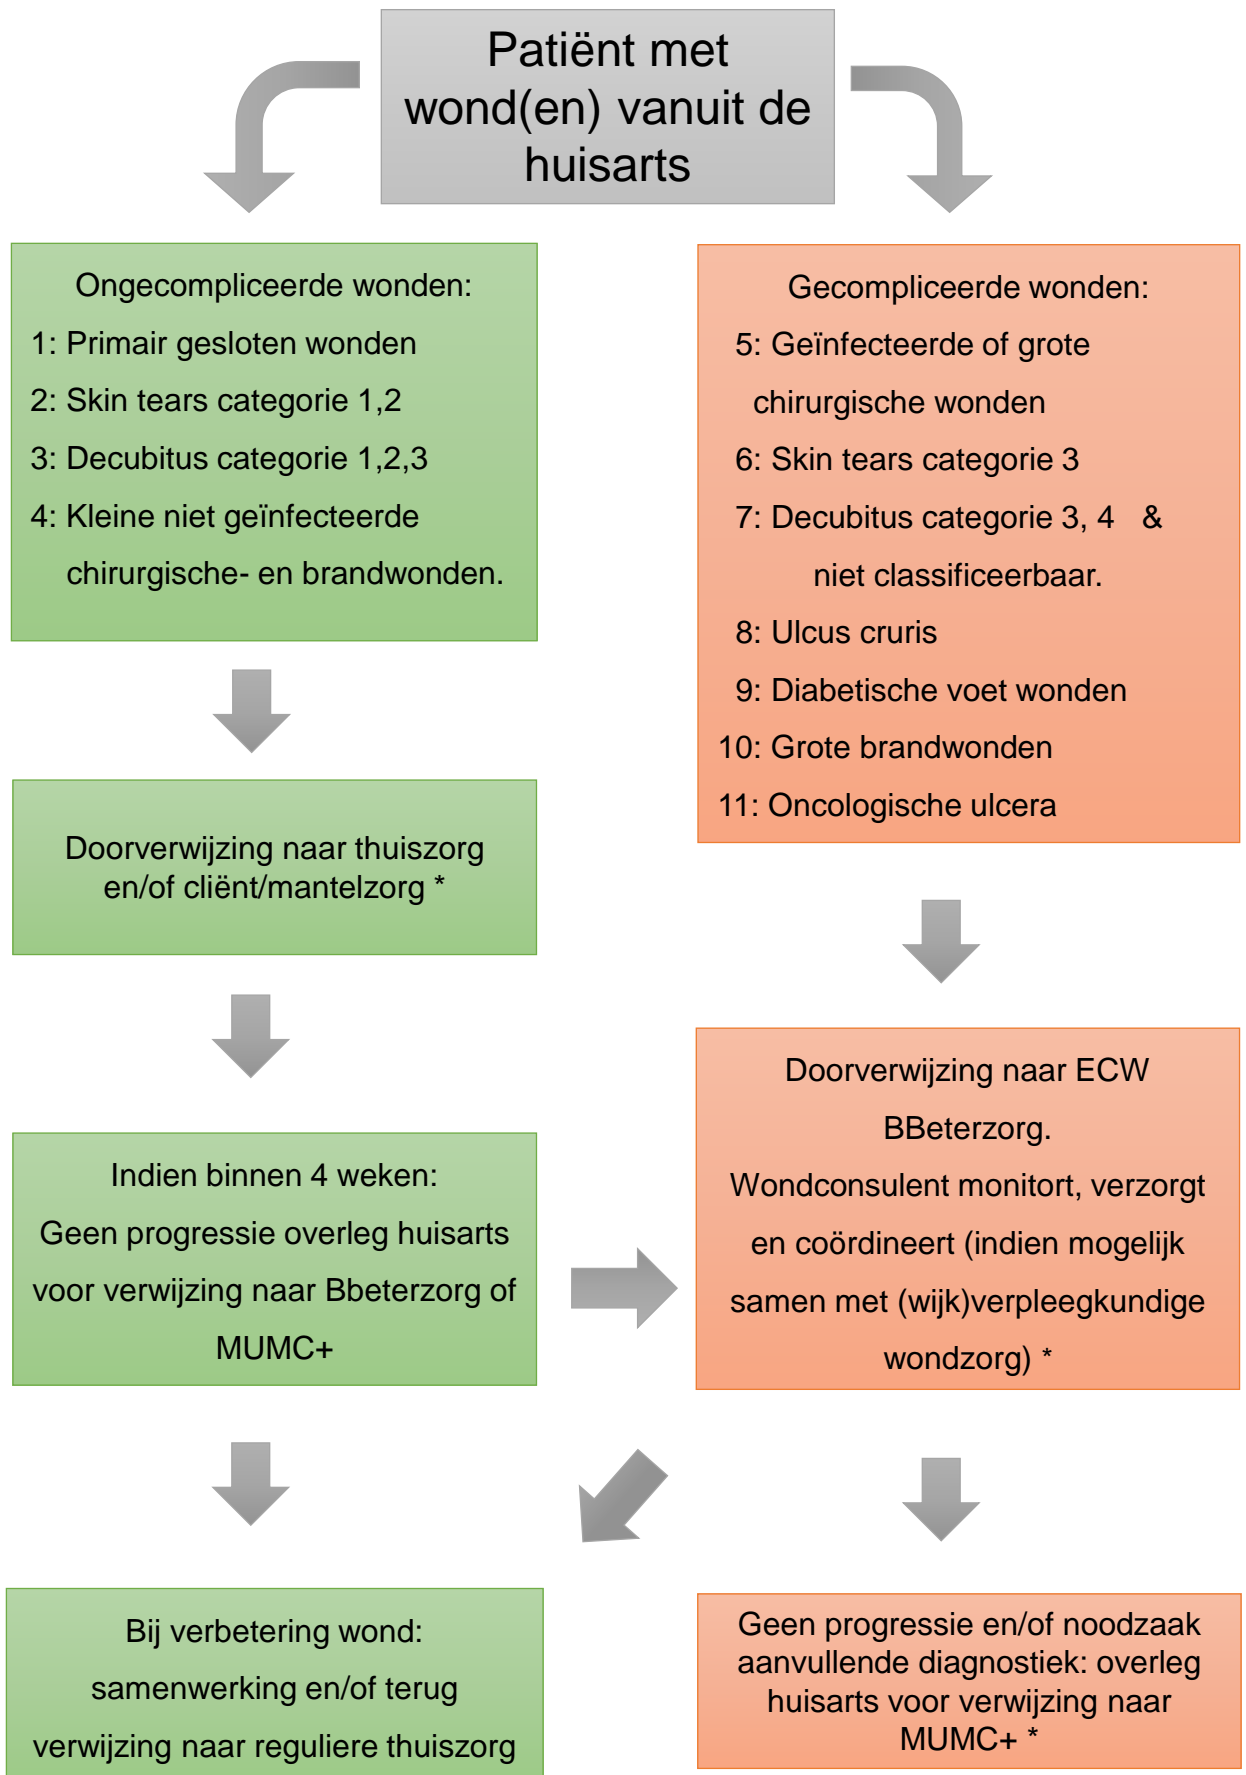 Patiënt met
wond(en) vanuit de
huisarts
Ongecompliceerde wonden:
1: Primair gesloten wonden
2: Skin tears categorie 1,2
3: Decubitus categorie 1,2,3
4: Kleine niet geïnfecteerde
chirurgische- en brandwonden.
Gecompliceerde wonden:
5: Geïnfecteerde of grote
chirurgische wonden
6: Skin tears categorie 3
7: Decubitus categorie 3, 4 &
niet classificeerbaar.
8: Ulcus cruris
9: Diabetische voet wonden
10: Grote brandwonden
11: Oncologische ulcera
Doorverwijzing naar thuiszorg
en/of cliënt/mantelzorg *
Indien binnen 4 weken:
Geen progressie overleg huisarts
voor verwijzing naar Bbeterzorg of
MUMC+
Doorverwijzing naar ECW
BBeterzorg.
Wondconsulent monitort, verzorgt
en coördineert (indien mogelijk
samen met (wijk)verpleegkundige
wondzorg) *
Bij verbetering wond:
samenwerking en/of terug
verwijzing naar reguliere thuiszorg
Geen progressie en/of noodzaak
aanvullende diagnostiek: overleg
huisarts voor verwijzing naar
MUMC+ *